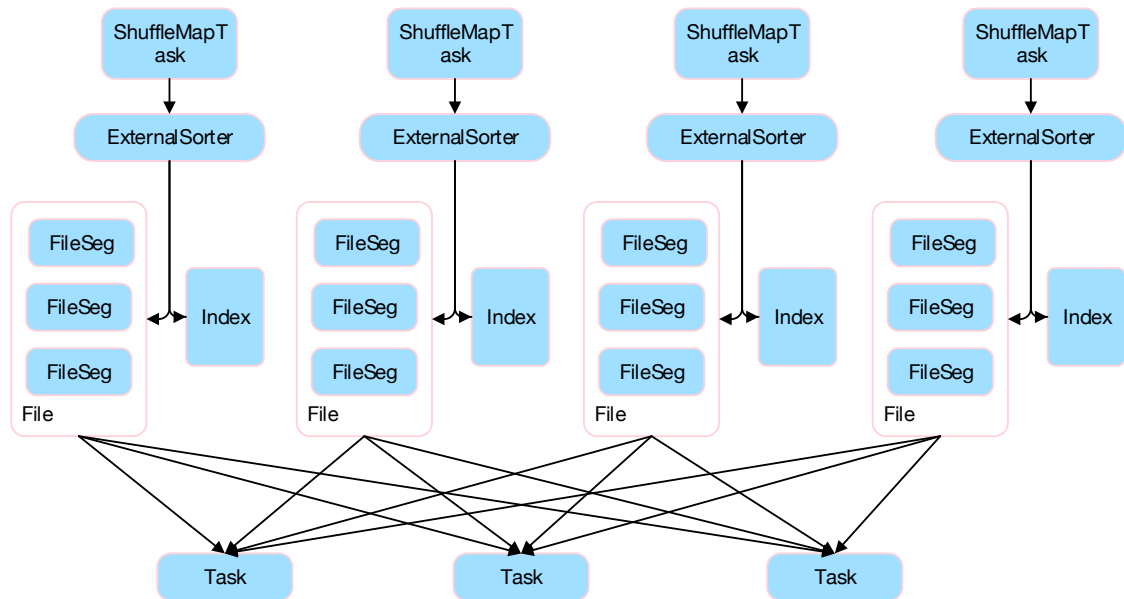 ShuffleMapT
ask
ShuffleMapT
ask
ShuffleMapT
ask
ShuffleMapT
ask
ExternalSorter
ExternalSorter
ExternalSorter
ExternalSorter
FileSeg
FileSeg
FileSeg
FileSeg
FileSeg
Index
FileSeg
Index
FileSeg
Index
FileSeg
Index
FileSeg
FileSeg
FileSeg
FileSeg
File
File
File
File
Task
Task
Task